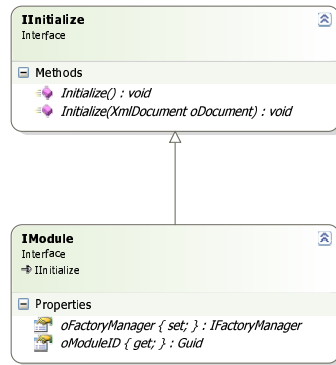 IInitialize
Interface
Methods
Initialize() : void
Initialize(XmlDocument oDocument) : void
IModule
Interface
IInitialize
Properties
oFactoryManager { set; } : IFactoryManager
oModuleID { get; } : Guid